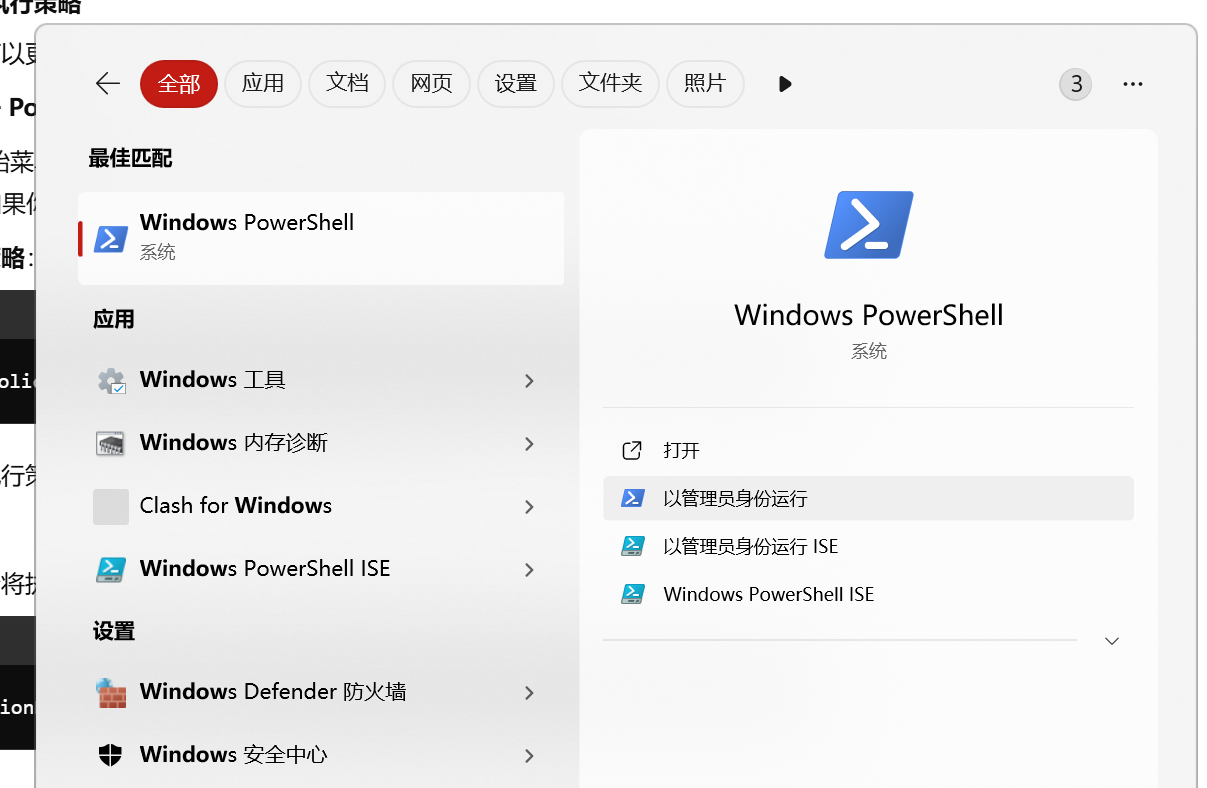 执行策略
以更
Po
始菜
如果你
略：
olic
行策
将执
ion
全部
应用
文档
网页
设置
文件夹
照片
3
最佳匹配
Windows PowerShell
系统
应用
Windows 工具
Windows 内存诊断
Clash for Windows
Windows PowerShell ISE
设置
Windows Defender 防火墙
Windows 安全中心
Windows PowerShell
系统
打开
以管理员身份运行
以管理员身份运行 ISE
Windows PowerShell ISE